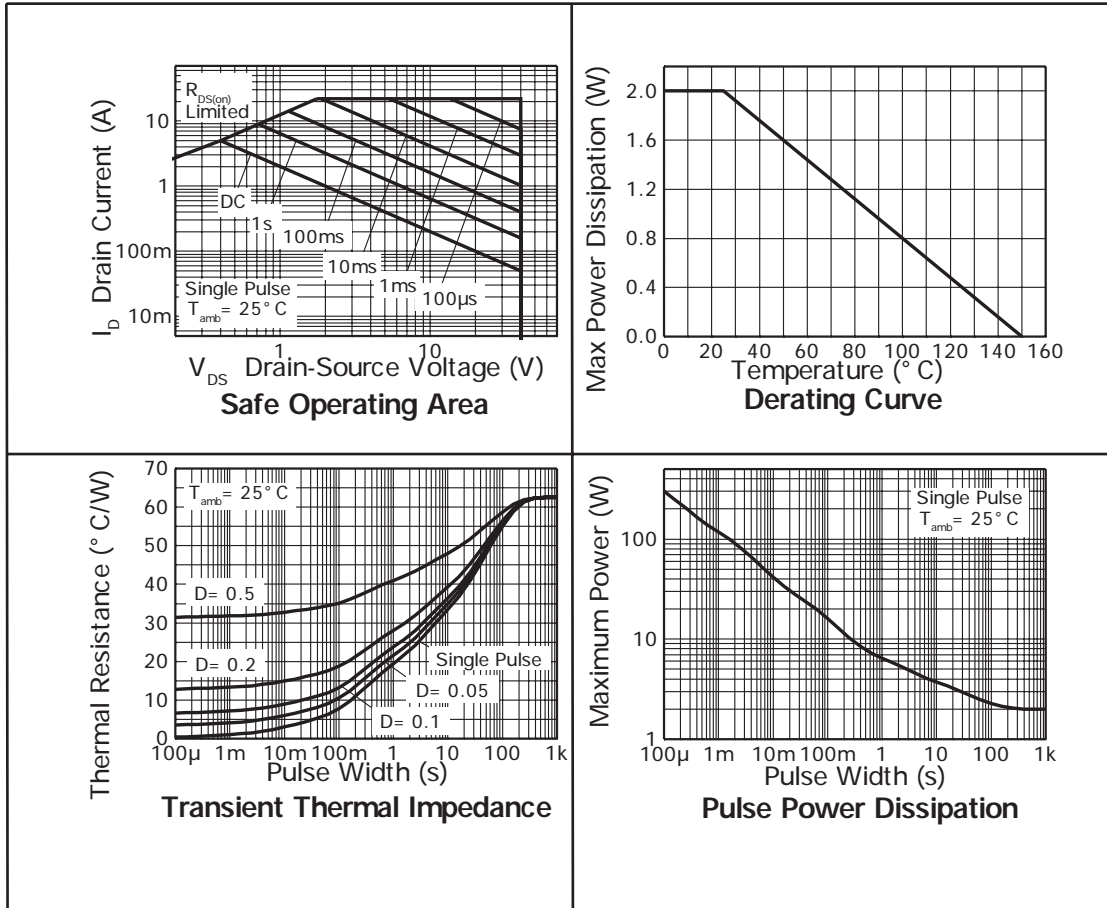 R_DS(on)
Limited
I_D Drain Current (A)
10
1
100m
10m
DC
1s
100ms
10ms
1ms
100µs
Single Pulse
T_amb= 25°C
1
10
V_DS Drain-Source Voltage (V)
Safe Operating Area
Max Power Dissipation (W)
2.0
1.6
1.2
0.8
0.4
0.0
0 20 40 60 80 100 120 140 160
Temperature (°C)
Derating Curve
Thermal Resistance (°C/W)
70
60
50
40
30
20
10
0
T_amb= 25°C
D= 0.5
D= 0.2
Single Pulse
D= 0.05
D= 0.1
100µ 1m 10m 100m 1 10 100 1k
Pulse Width (s)
Transient Thermal Impedance
Maximum Power (W)
100
10
1
Single Pulse
T_amb= 25°C
100µ 1m 10m 100m 1 10 100 1k
Pulse Width (s)
Pulse Power Dissipation